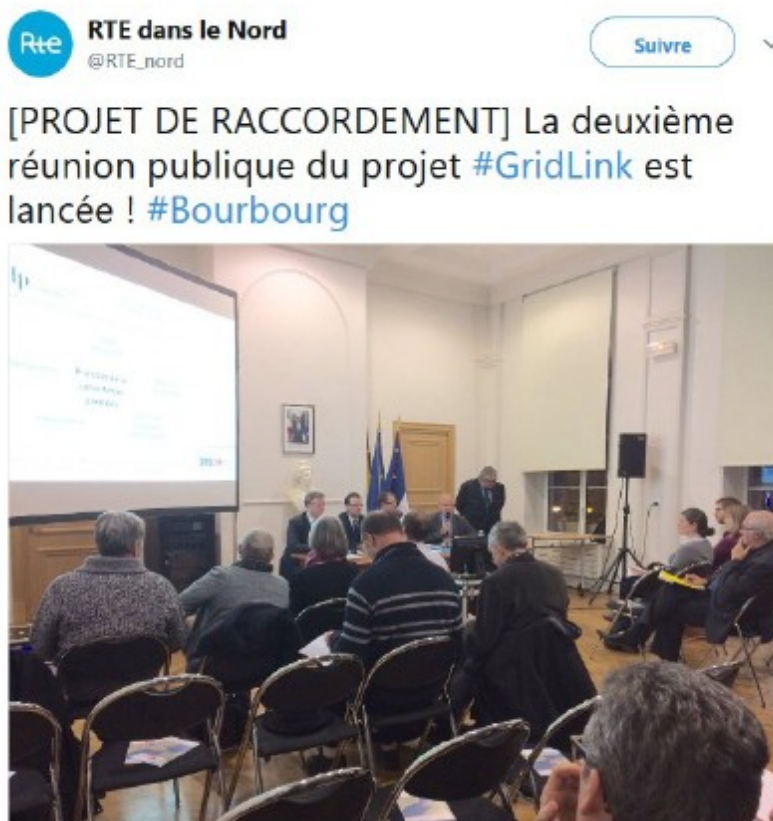 Rte
RTE dans le Nord
@RTE_nord
Suivre
[PROJET DE RACCORDEMENT] La deuxième
réunion publique du projet #GridLink est
lancée ! #Bourbourg